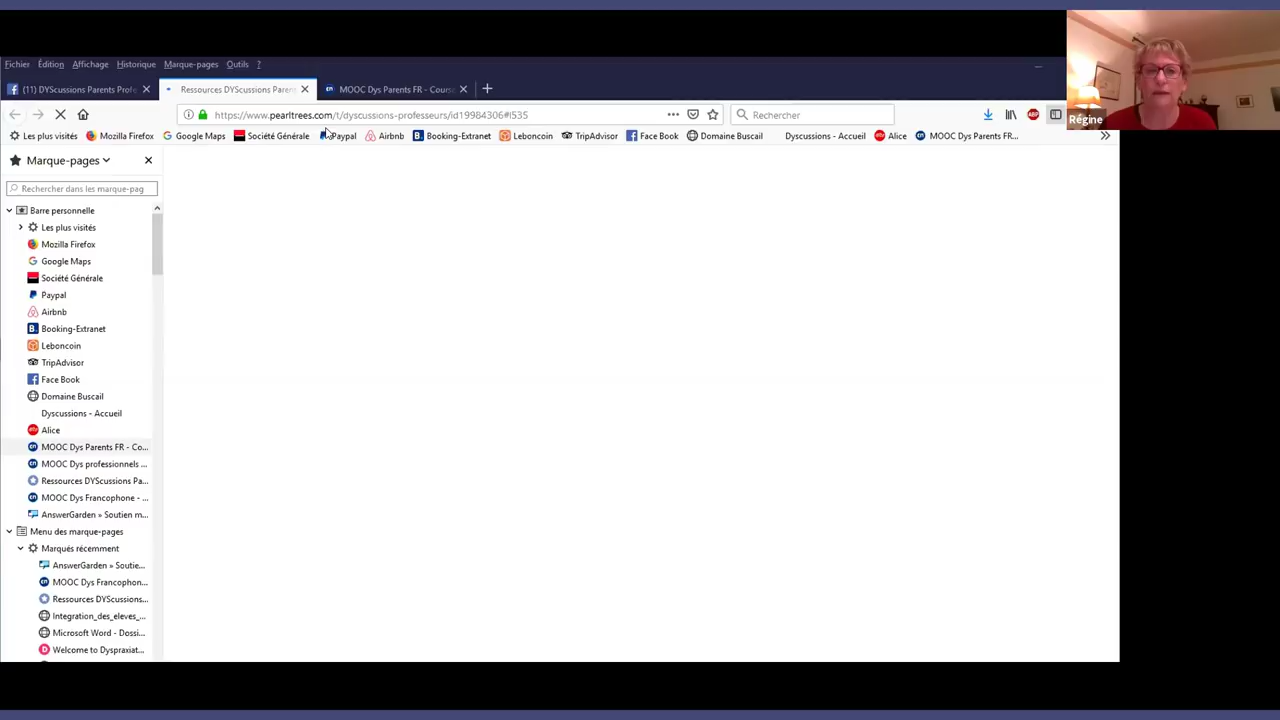 Fichier Édition Affichage Historique Marque-pages Outils ?
(11) DYScussions Parents Profe
Ressources DYScussions Parent
MOOC Dys Parents FR - Course
https://www.pearltrees.com/t/dyscussions-professeurs/id19984306#l535
Rechercher
ABP
Régine
Les plus visités Mozilla Firefox Google Maps Société Générale Paypal Airbnb Booking-Extranet Leboncoin TripAdvisor Face Book Domaine Buscail Dyscussions - Accueil Alice MOOC Dys Parents FR...
Marque-pages
Rechercher dans les marque-pag
Barre personnelle
Les plus visités
Mozilla Firefox
Google Maps
Société Générale
Paypal
Airbnb
Booking-Extranet
Leboncoin
TripAdvisor
Face Book
Domaine Buscail
Dyscussions - Accueil
Alice
MOOC Dys Parents FR - Co...
MOOC Dys professionnels ...
Ressources DYScussions Pa...
MOOC Dys Francophone - ...
AnswerGarden » Soutien m...
Menu des marque-pages
Marqués récemment
AnswerGarden » Soutie...
MOOC Dys Francophon...
Ressources DYScussions...
Integration_des_eleves_...
Microsoft Word - Dossi...
Welcome to Dyspraxiat...